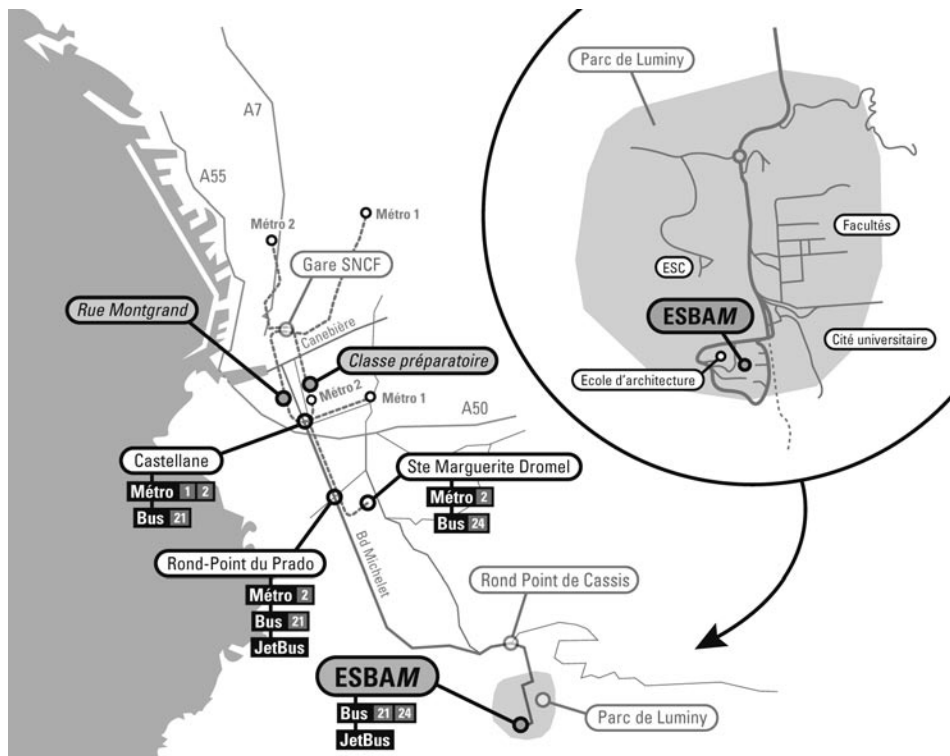 A7
A55
Métro 2
Métro 1
Gare SNCF
Rue Montgrand
Canebière
Classe préparatoire
Métro 2
Métro 1
A50
Castellane
Métro 1 2
Bus 21
Ste Marguerite Dromel
Métro 2
Bus 24
Rond-Point du Prado
Métro 2
Bus 21
JetBus
Bd Michelet
Rond Point de Cassis
ESBAM
Bus 21 24
JetBus
Parc de Luminy
Parc de Luminy
Facultés
ESC
ESBAM
Cité universitaire
Ecole d'architecture